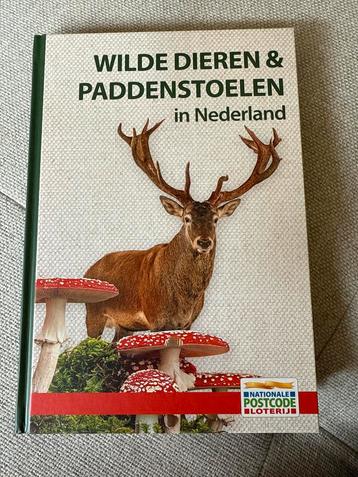 WILDE DIEREN &
PADDENSTOELEN
in Nederland
NATIONALE
POSTCODE
LOTERIJ